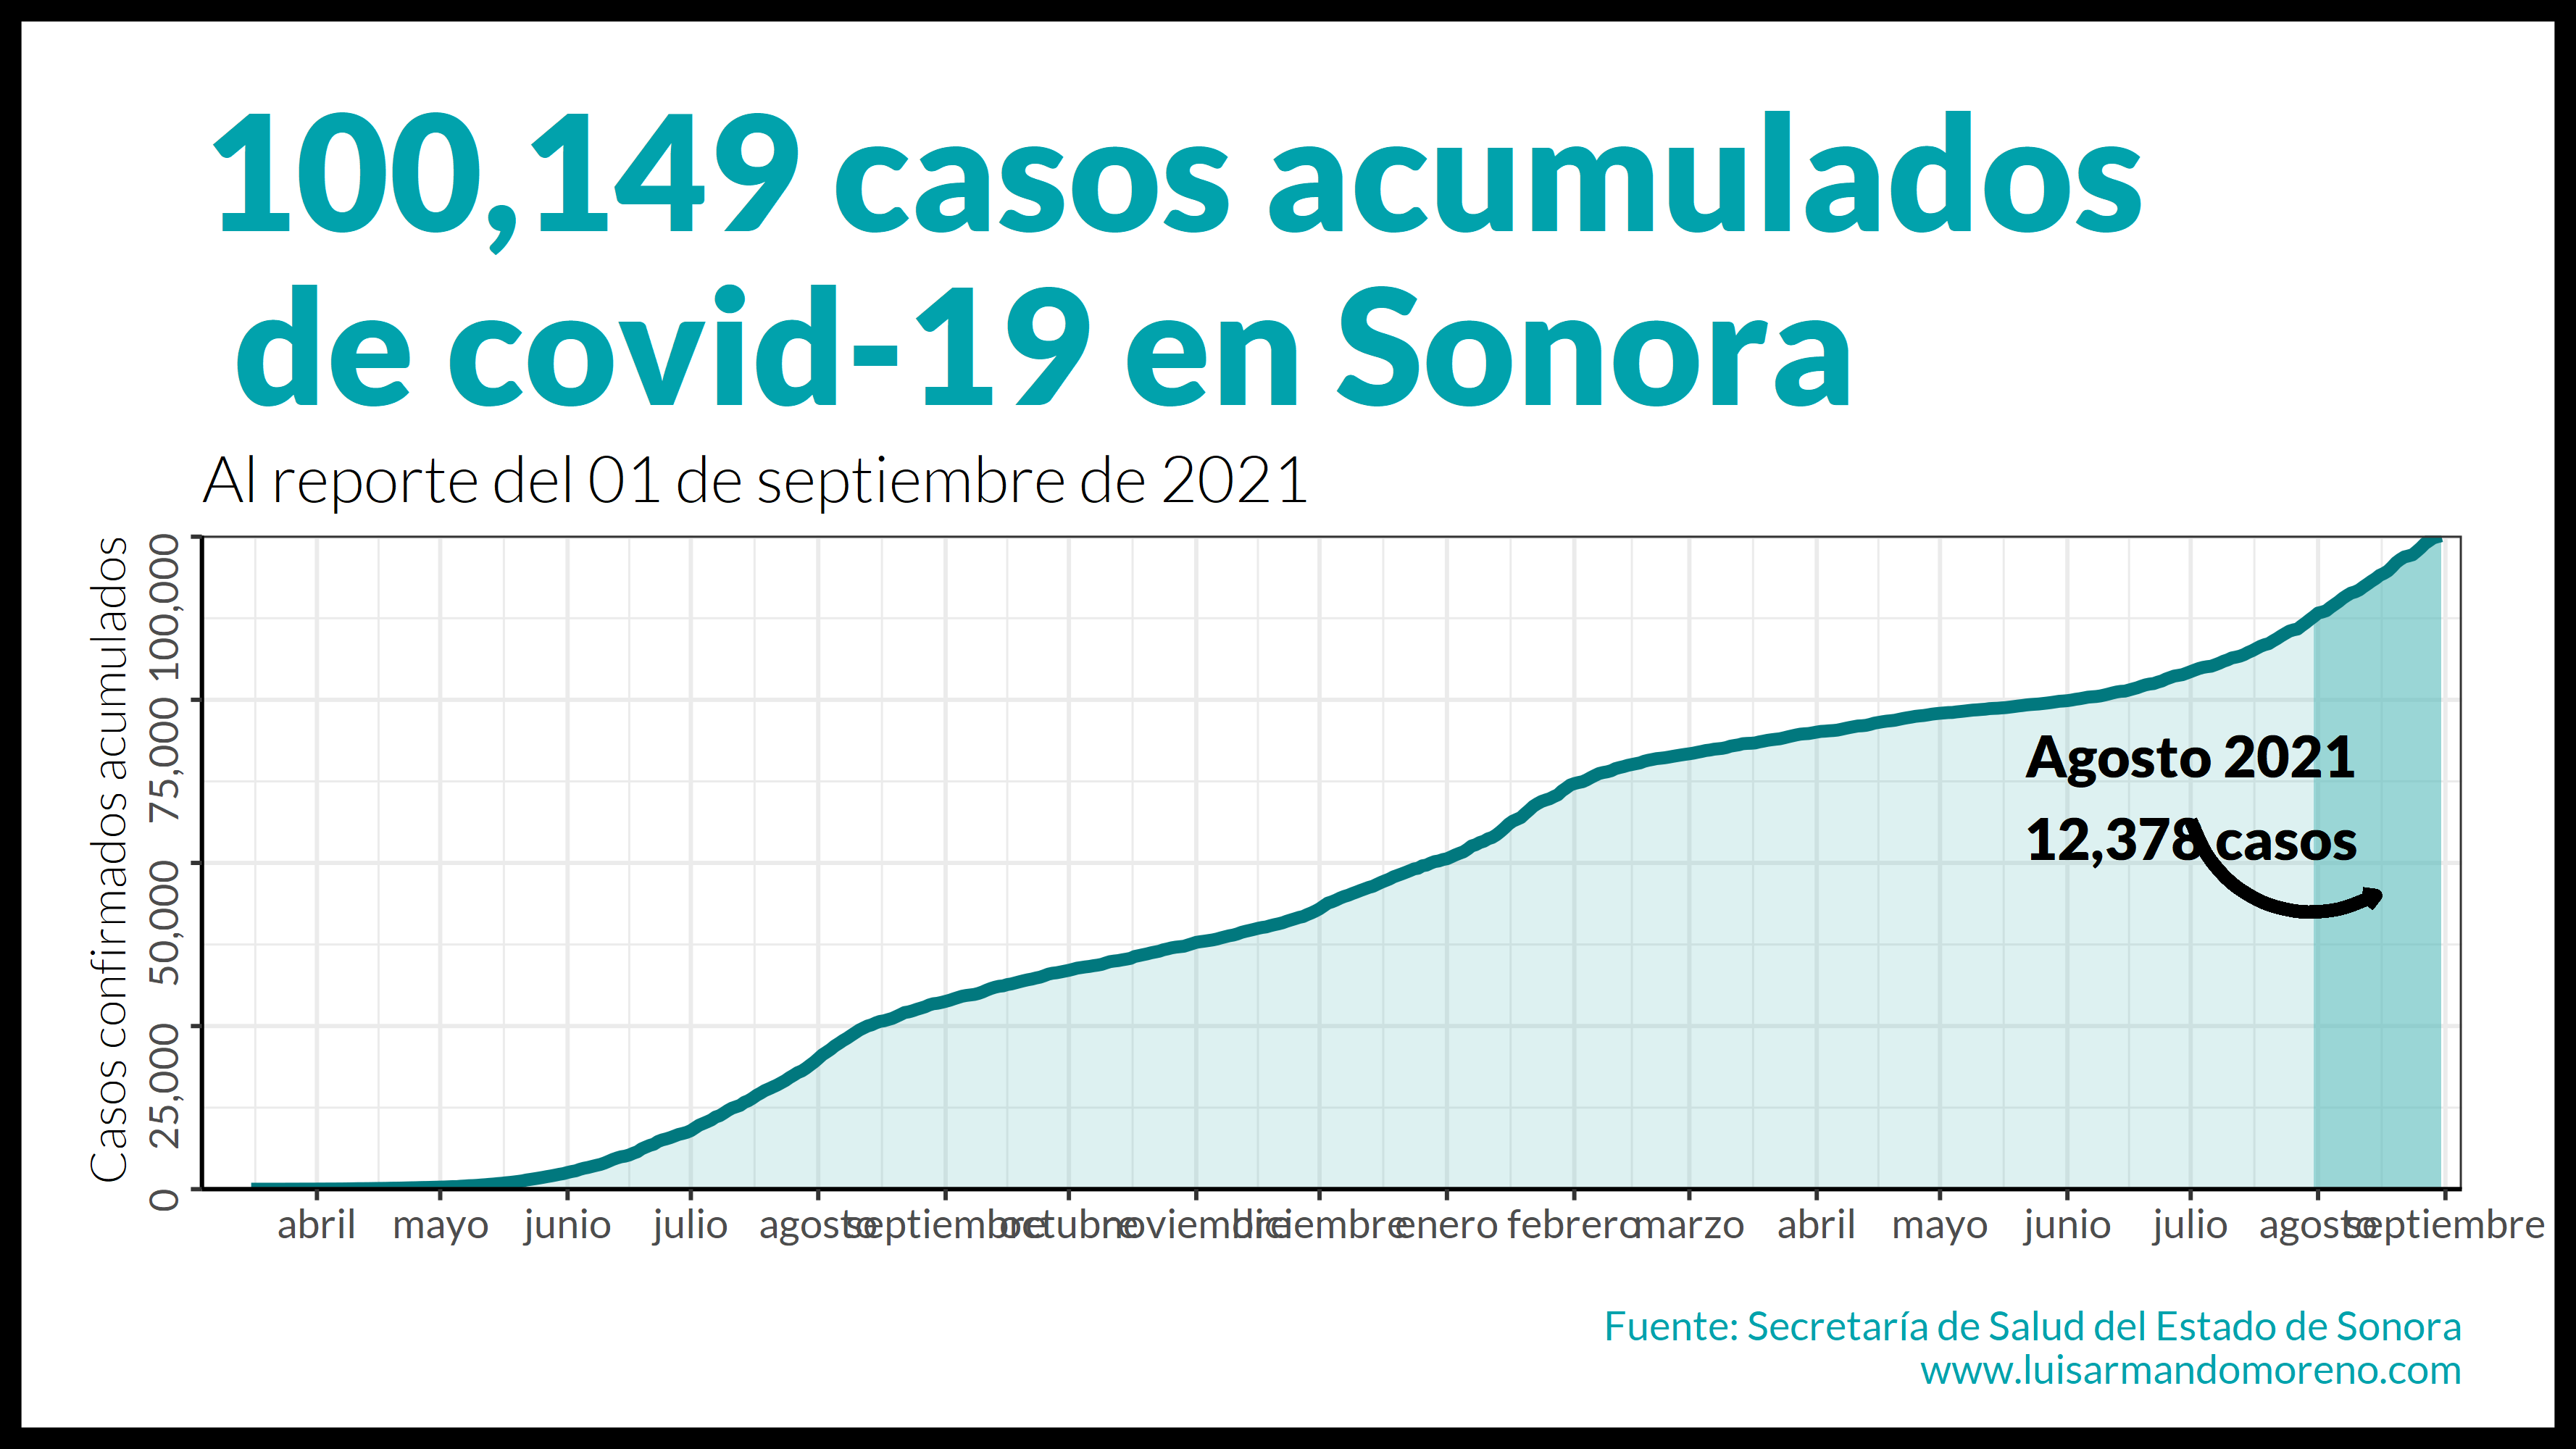 100,149 casos acumulados
de covid-19 en Sonora
Al reporte del 01 de septiembre de 2021
Casos confirmados acumulados
100,000
75,000
50,000
25,000
0
Agosto 2021
12,378 casos
abril mayo junio julio agosto septiembre octubre noviembre diciembre enero febrero marzo abril mayo junio julio agosto septiembre
Fuente: Secretaría de Salud del Estado de Sonora
www.luisarmandomoreno.com